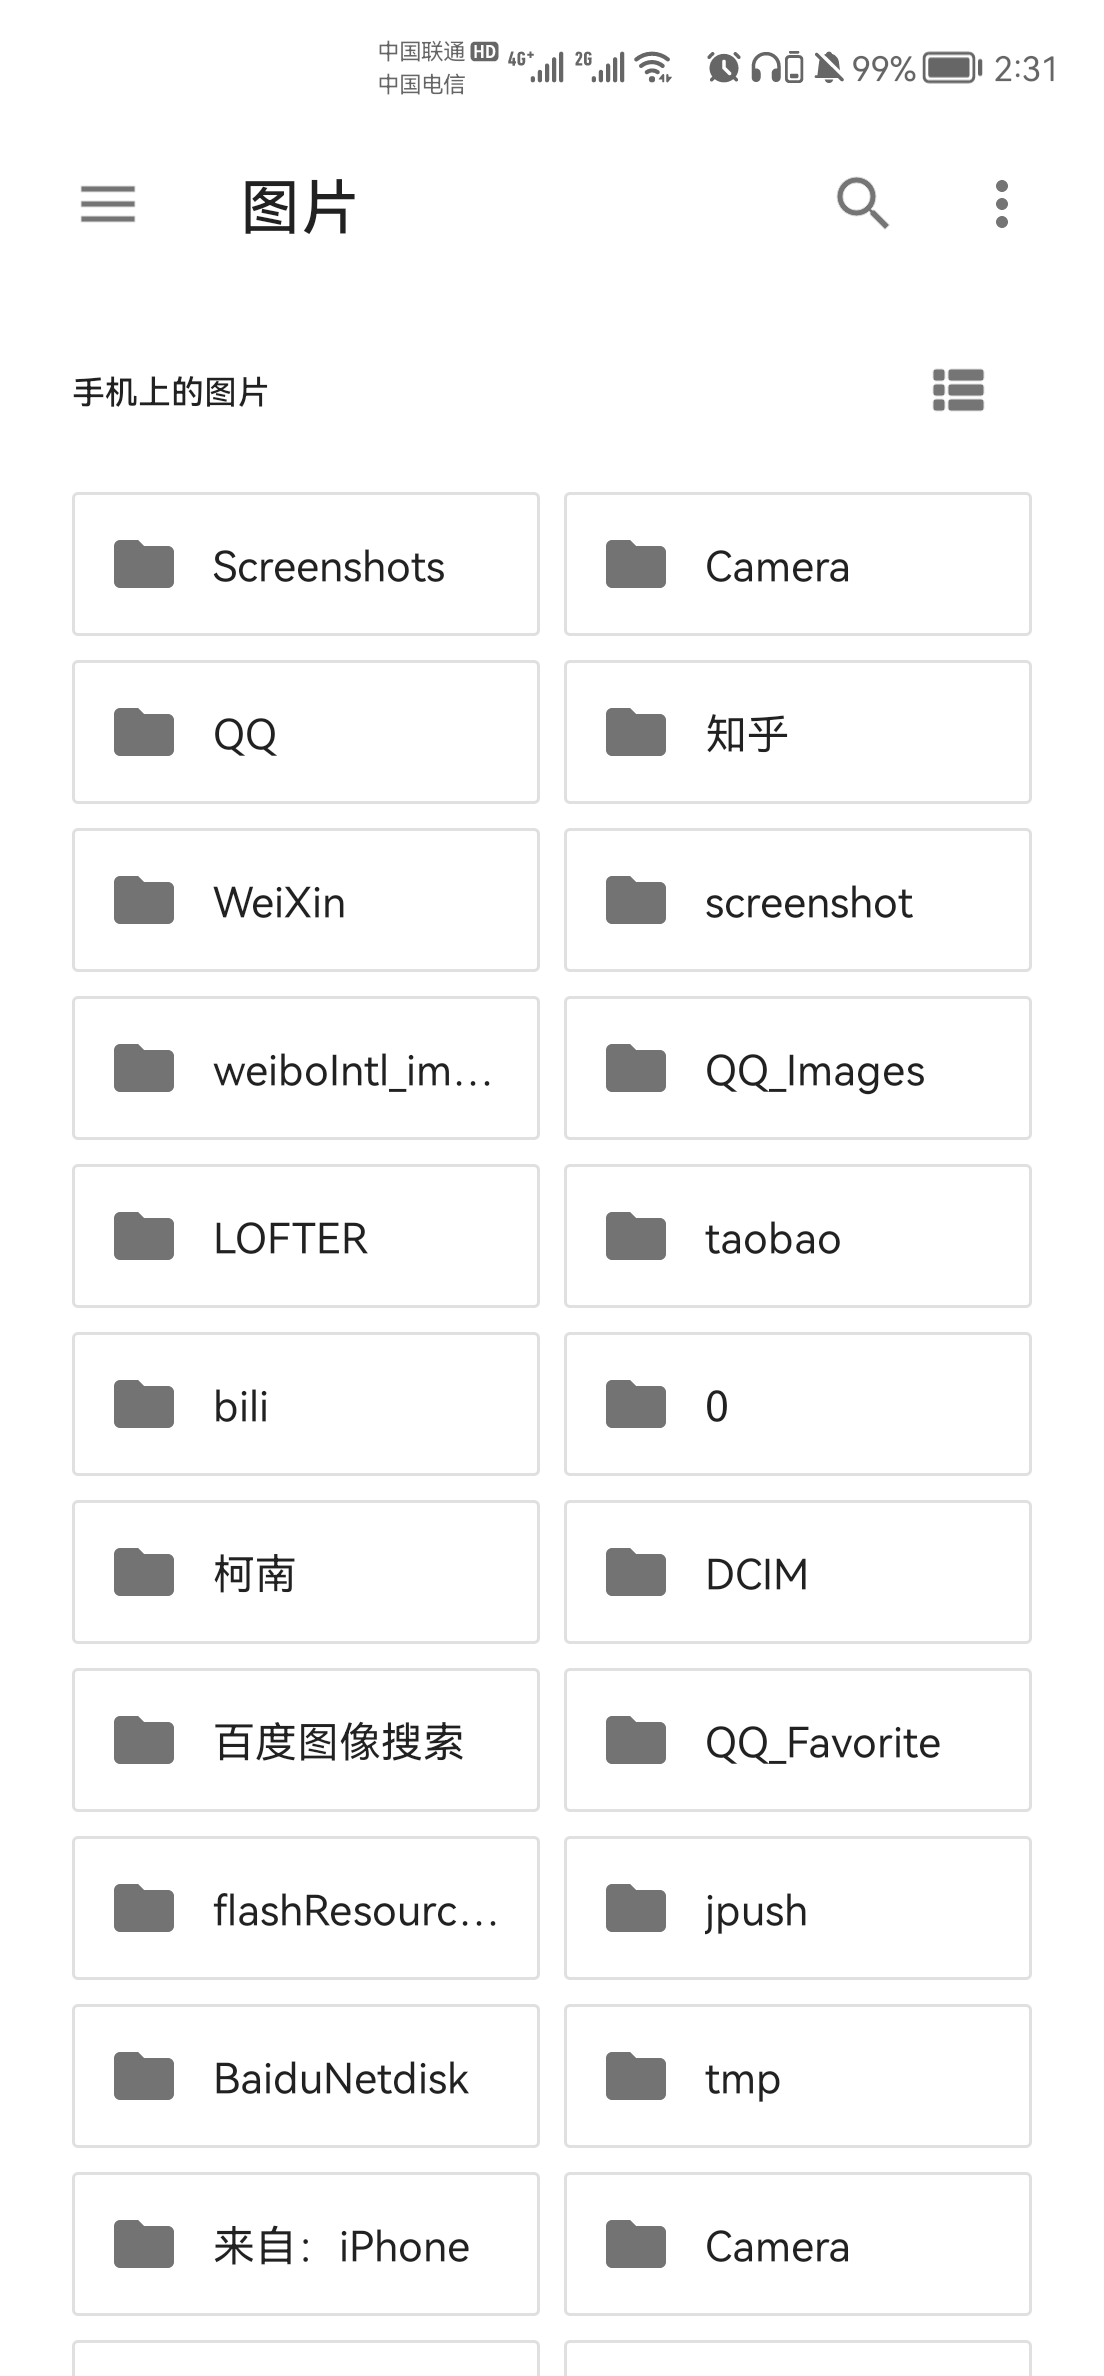 中国联通 HD 4G+ 2G 99% 2:31
中国电信
图片
手机上的图片
Screenshots
Camera
QQ
知乎
WeiXin
screenshot
weiboIntl_im...
QQ_Images
LOFTER
taobao
bili
0
柯南
DCIM
百度图像搜索
QQ_Favorite
flashResourc...
jpush
BaiduNetdisk
tmp
来自：iPhone
Camera